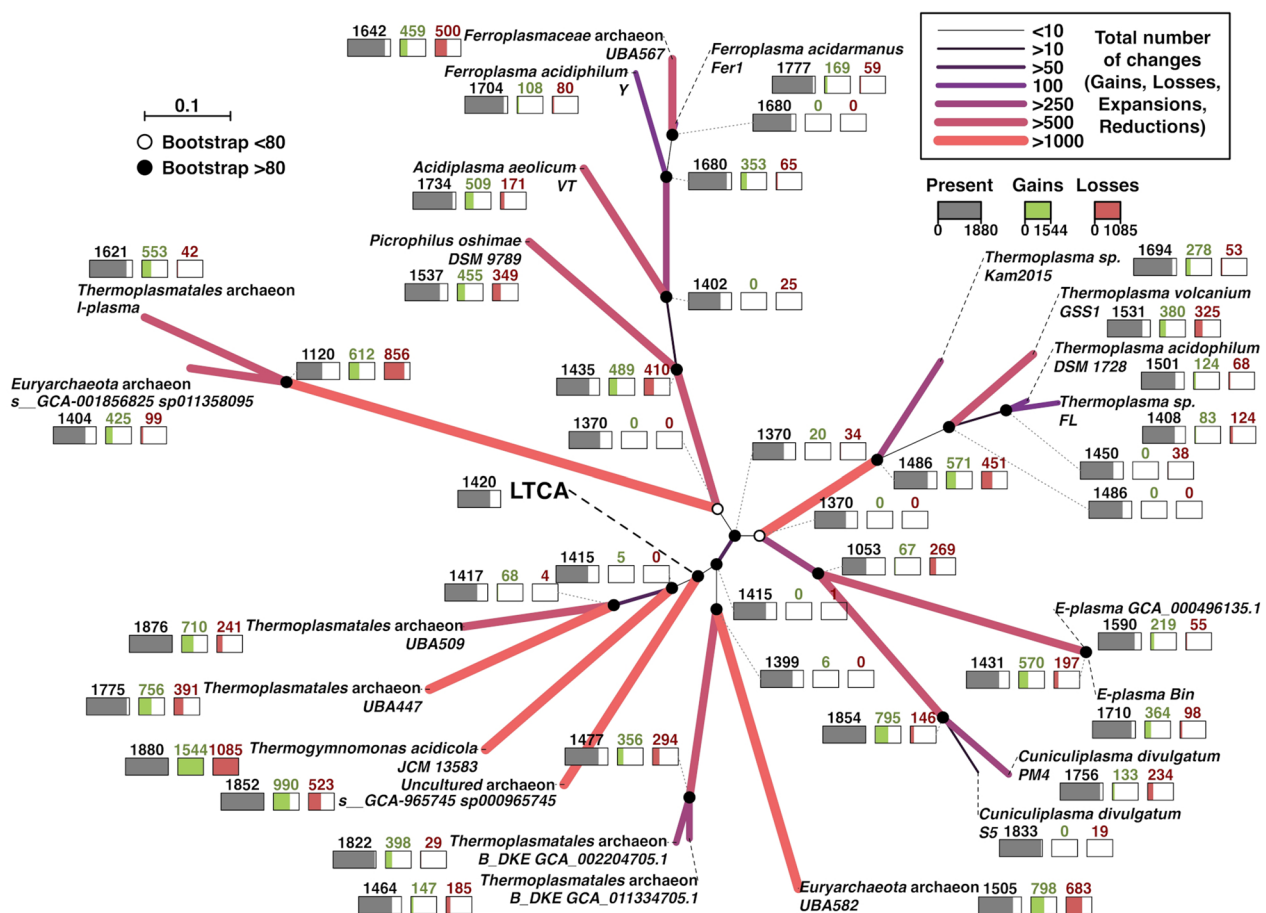 1642 459 500
Ferroplasmaceae archaeon
UBA567
Ferroplasma acidarmanus
Fer1
1777 169 59
Ferroplasma acidiphilum
Y
1704 108 80
1680 0 0
<10
>10
>50
100
>250
>500
>1000
Total number
of changes
(Gains, Losses,
Expansions,
Reductions)
0.1
Bootstrap <80
Bootstrap >80
Acidiplasma aeolicum
VT
1734 509 171
1680 353 65
Present Gains Losses
0 1880 0 1544 0 1085
Picrophilus oshimae
DSM 9789
1537 455 349
1402 0 25
1621 553 42
Thermoplasmatales archaeon
I-plasma
Thermoplasma sp.
Kam2015
1694 278 53
Thermoplasma volcanium
GSS1
1531 380 325
Thermoplasma acidophilum
DSM 1728
1501 124 68
Thermoplasma sp.
FL
1408 83 124
1450 0 38
1486 0 0
1120 612 856
Euryarchaeota archaeon
s__GCA-001856825 sp011358095
1404 425 99
1435 489 410
1370 0 0
1370 20 34
1486 571 451
1370 0 0
1420
LTCA
1415 5 0
1417 68 4
1053 67 269
1415 0 1
1399 6 0
E-plasma GCA_000496135.1
1590 219 55
1431 570 197
E-plasma Bin
1710 364 98
1876 710 241
Thermoplasmatales archaeon
UBA509
1775 756 391
Thermoplasmatales archaeon
UBA447
1880 1544 1085
Thermogymnomonas acidicola
JCM 13583
1477 356 294
1852 990 523
Uncultured archaeon
s__GCA-965745 sp000965745
1854 795 146
Cuniculiplasma divulgatum
PM4
1756 133 234
Cuniculiplasma divulgatum
S5
1833 0 19
1822 398 29
Thermoplasmatales archaeon
B_DKE GCA_002204705.1
1464 147 185
Thermoplasmatales archaeon
B_DKE GCA_011334705.1
Euryarchaeota archaeon
UBA582
1505 798 683